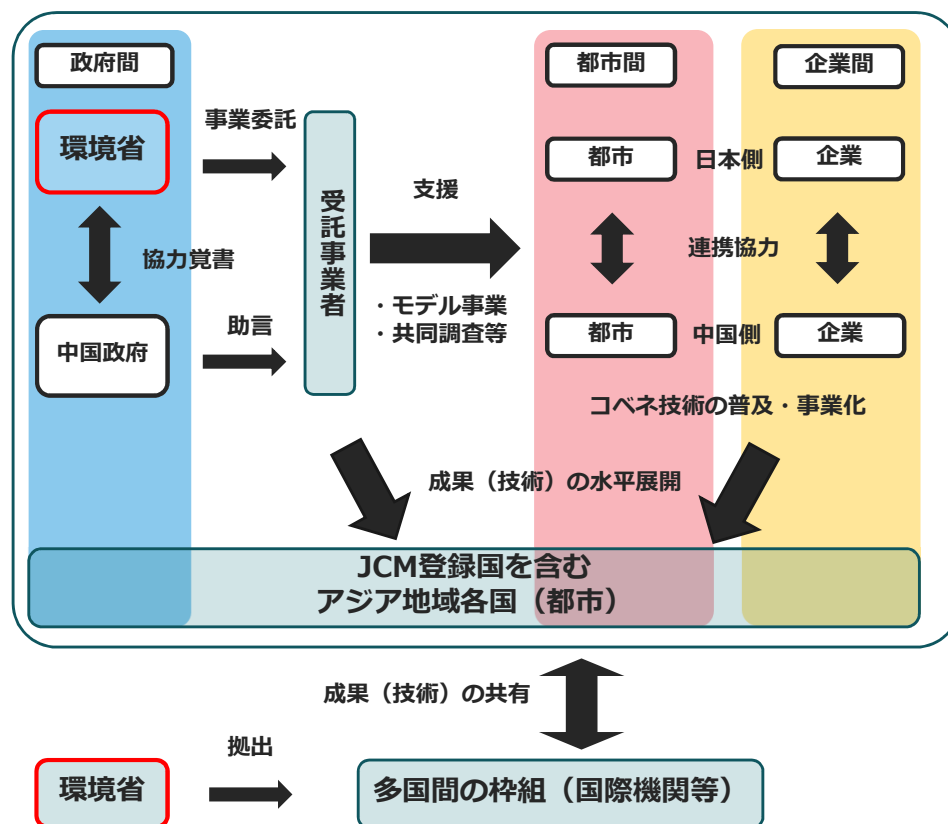 政府間
都市間
企業間
環境省
事業委託
受託事業者
支援
都市
日本側
企業
協力覚書
連携協力
・モデル事業
・共同調査等
中国政府
助言
都市
中国側
企業
コベネ技術の普及・事業化
成果（技術）の水平展開
JCM登録国を含む
アジア地域各国（都市）
成果（技術）の共有
環境省
拠出
多国間の枠組（国際機関等）